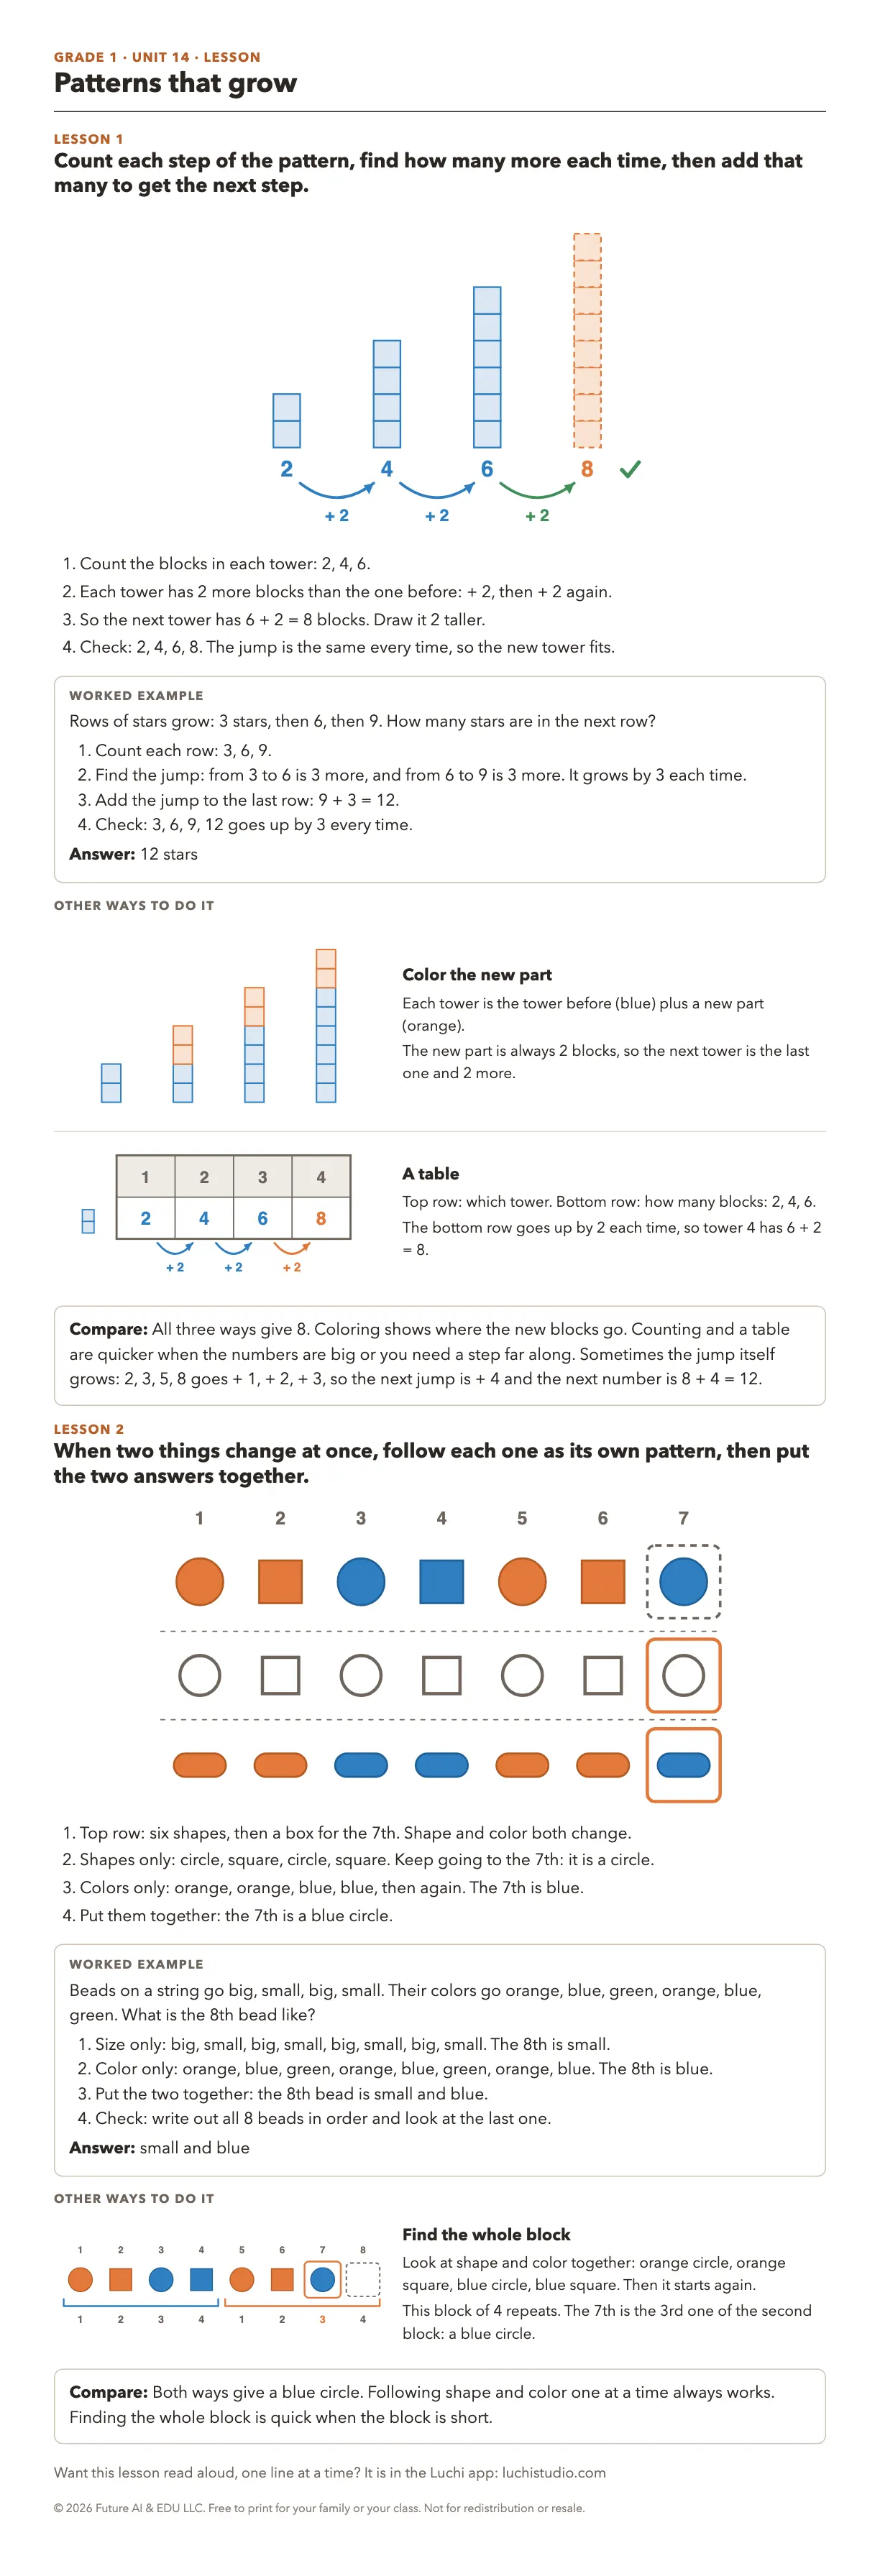 GRADE 1 · UNIT 14 · LESSON
Patterns that grow
LESSON 1
Count each step of the pattern, find how many more each time, then add that
many to get the next step.
2 4 6 8
+ 2 + 2 + 2
1. Count the blocks in each tower: 2, 4, 6.
2. Each tower has 2 more blocks than the one before: + 2, then + 2 again.
3. So the next tower has 6 + 2 = 8 blocks. Draw it 2 taller.
4. Check: 2, 4, 6, 8. The jump is the same every time, so the new tower fits.
WORKED EXAMPLE
Rows of stars grow: 3 stars, then 6, then 9. How many stars are in the next row?
1. Count each row: 3, 6, 9.
2. Find the jump: from 3 to 6 is 3 more, and from 6 to 9 is 3 more. It grows by 3 each time.
3. Add the jump to the last row: 9 + 3 = 12.
4. Check: 3, 6, 9, 12 goes up by 3 every time.
Answer: 12 stars
OTHER WAYS TO DO IT
Color the new part
Each tower is the tower before (blue) plus a new part
(orange).
The new part is always 2 blocks, so the next tower is the last
one and 2 more.
1 2 3 4
2 4 6 8
+ 2 + 2 + 2
A table
Top row: which tower. Bottom row: how many blocks: 2, 4, 6.
The bottom row goes up by 2 each time, so tower 4 has 6 + 2
= 8.
Compare: All three ways give 8. Coloring shows where the new blocks go. Counting and a table
are quicker when the numbers are big or you need a step far along. Sometimes the jump itself
grows: 2, 3, 5, 8 goes + 1, + 2, + 3, so the next jump is + 4 and the next number is 8 + 4 = 12.
LESSON 2
When two things change at once, follow each one as its own pattern, then put
the two answers together.
1 2 3 4 5 6 7
1. Top row: six shapes, then a box for the 7th. Shape and color both change.
2. Shapes only: circle, square, circle, square. Keep going to the 7th: it is a circle.
3. Colors only: orange, orange, blue, blue, then again. The 7th is blue.
4. Put them together: the 7th is a blue circle.
WORKED EXAMPLE
Beads on a string go big, small, big, small. Their colors go orange, blue, green, orange, blue,
green. What is the 8th bead like?
1. Size only: big, small, big, small, big, small, big, small. The 8th is small.
2. Color only: orange, blue, green, orange, blue, green, orange, blue. The 8th is blue.
3. Put the two together: the 8th bead is small and blue.
4. Check: write out all 8 beads in order and look at the last one.
Answer: small and blue
OTHER WAYS TO DO IT
1 2 3 4 5 6 7 8
1 2 3 4 1 2 3 4
Find the whole block
Look at shape and color together: orange circle, orange
square, blue circle, blue square. Then it starts again.
This block of 4 repeats. The 7th is the 3rd one of the second
block: a blue circle.
Compare: Both ways give a blue circle. Following shape and color one at a time always works.
Finding the whole block is quick when the block is short.
Want this lesson read aloud, one line at a time? It is in the Luchi app: luchistudio.com
© 2026 Future AI & EDU LLC. Free to print for your family or your class. Not for redistribution or resale.